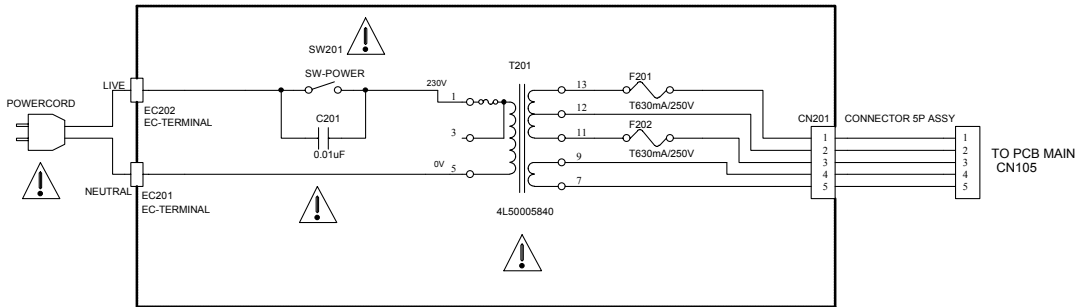 SW201
SW-POWER
LIVE
POWERCORD
EC202
EC-TERMINAL
C201
0.01uF
NEUTRAL
EC201
EC-TERMINAL
230V
1
3
0V
5
T201
4L50005840
13
12
11
9
7
F201
T630mA/250V
F202
T630mA/250V
CN201
1
2
3
4
5
CONNECTOR 5P ASSY
1
2
3
4
5
TO PCB MAIN
CN105